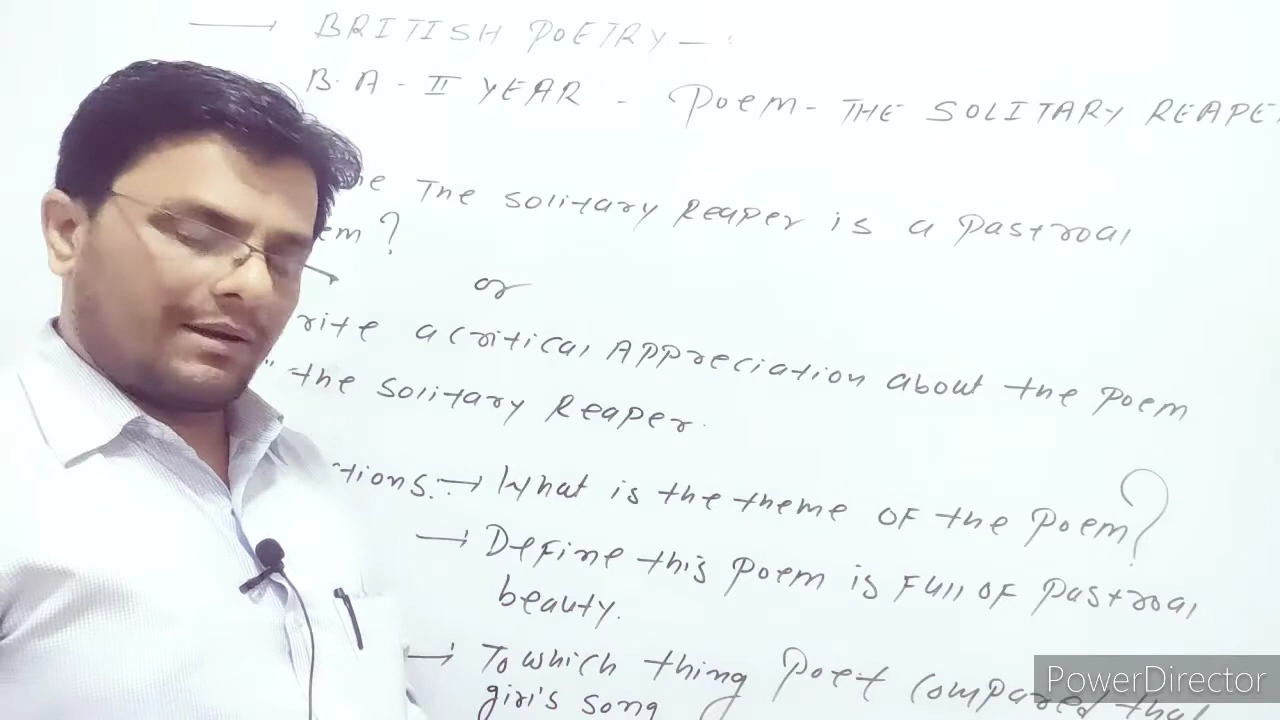 BRITISH POETRY
B.A - II YEAR - Poem - THE SOLITARY REAPE
The Solitary Reaper is a Pastroal
em ?
or
rite a critical Appreciation about the Poem
" the Solitary Reaper.
tions :- → What is the theme OF the Poem?
→ Define this Poem is Full OF Pastroal
beauty.
→ To which thing Poet compared that
girl's song
PowerDirector